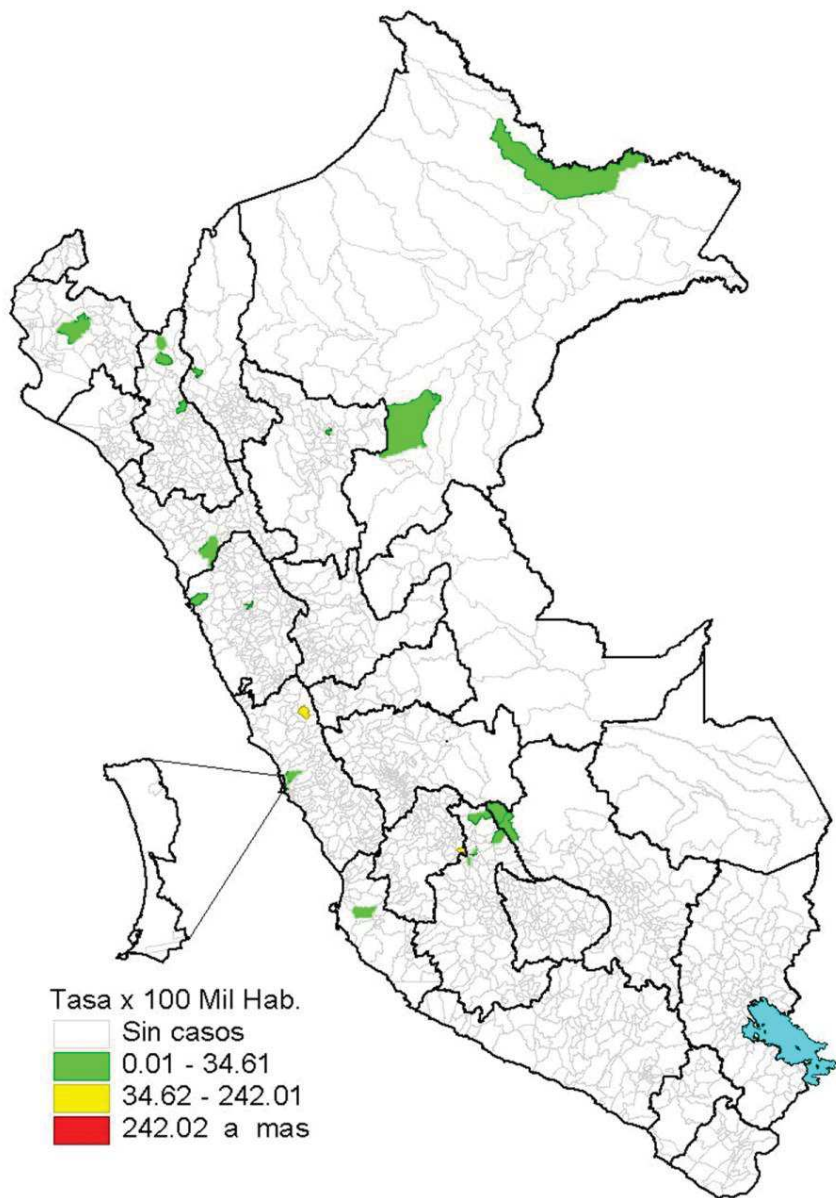 Tasa x 100 Mil Hab.
Sin casos
0.01 - 34.61
34.62 - 242.01
242.02 a mas